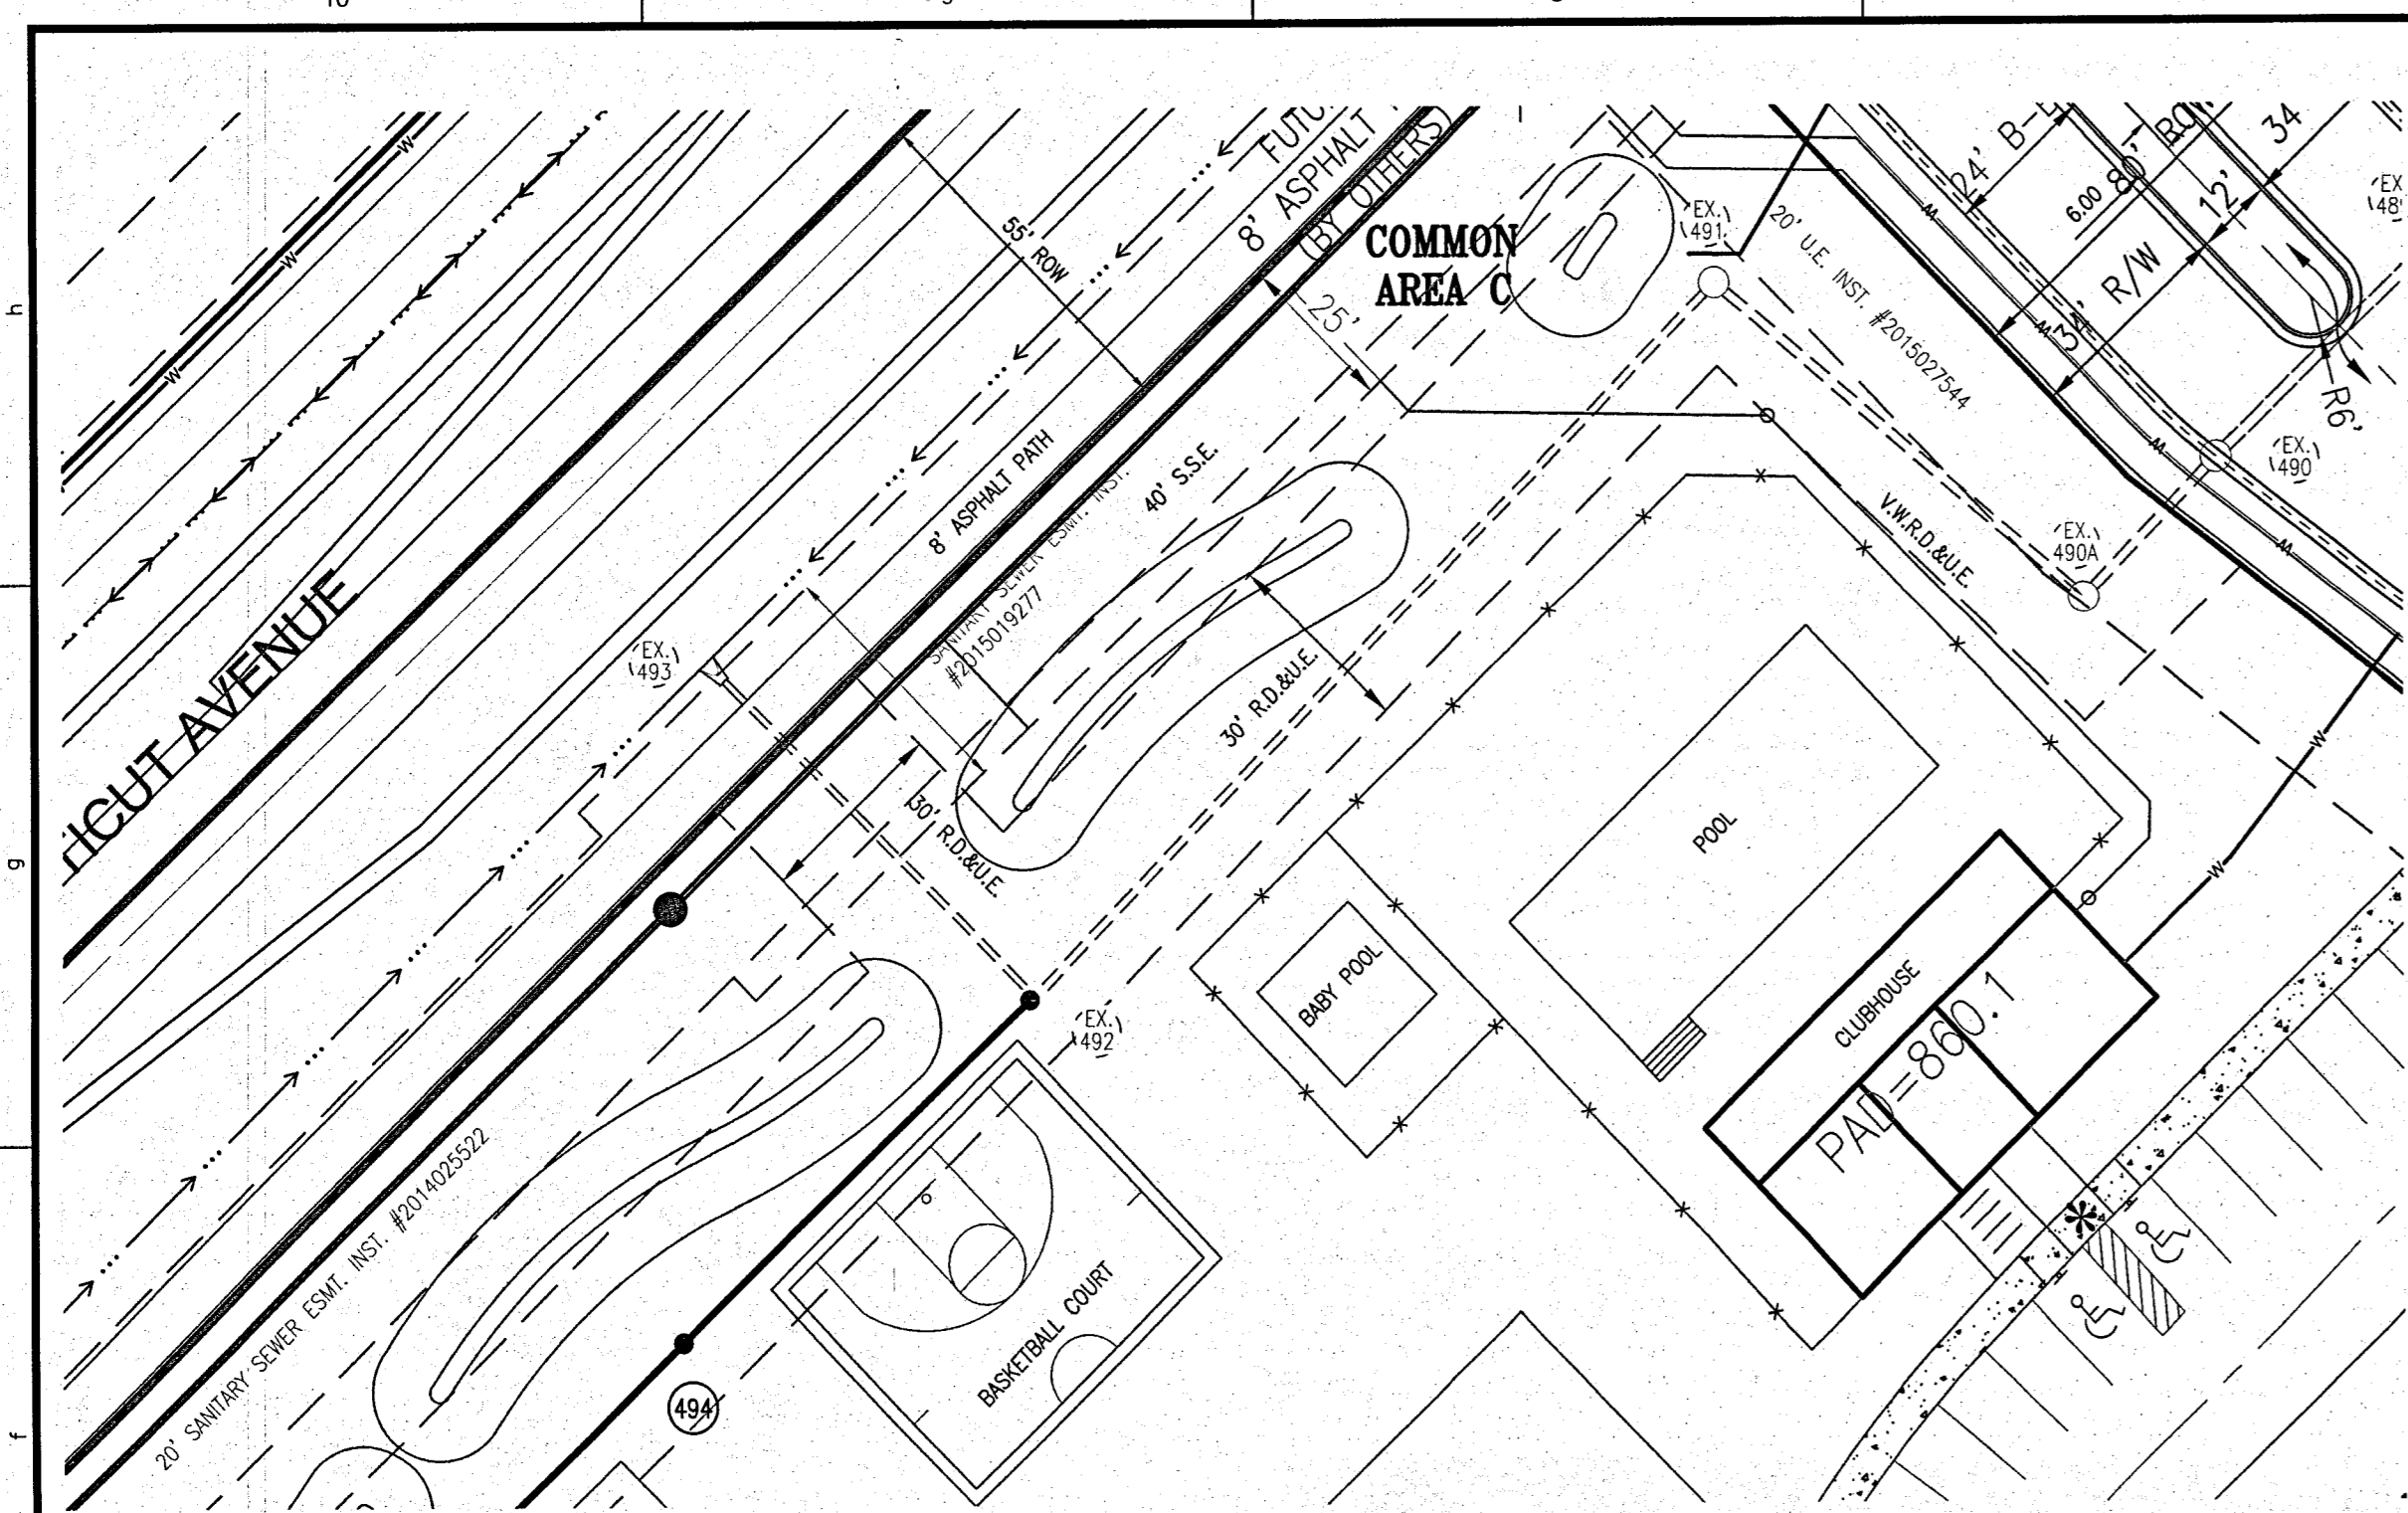 10
h
g
f
W
W
W
55' ROW
8' ASPHALT
(BY OTHERS)
COMMON
AREA C
25'
EX.
491
20' U.E. INST. #2015027544
24'
6.00
80'
12'
34
R/W
34'
R6'
EX.
490
EX.
490A
V.W.R.D.&U.E.
8' ASPHALT PATH
40' S.S.E.
SANITARY SEWER ESMT. INST.
#2015019277
EX.
493
30' R.D.&U.E.
30' R.D.&U.E.
AVENUE
POOL
BABY POOL
CLUBHOUSE
PAD=860.1
W
W
EX.
492
BASKETBALL COURT
20' SANITARY SEWER ESMT. INST. #2014025522
494